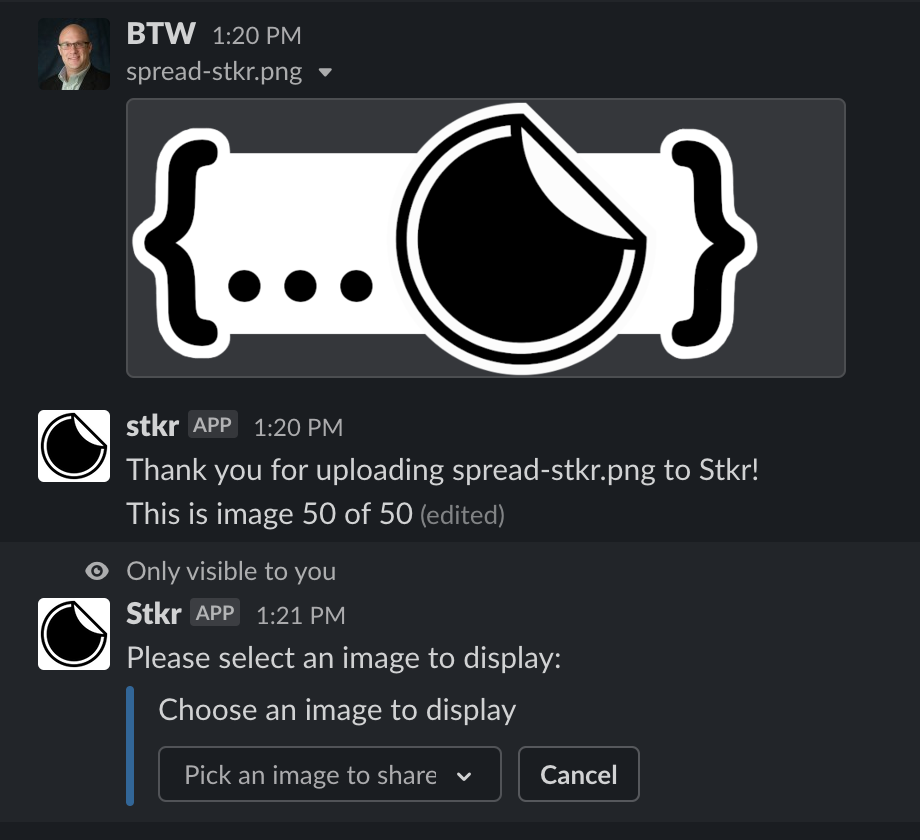 BTW 1:20 PM
spread-stkr.png
{...}
stkr APP 1:20 PM
Thank you for uploading spread-stkr.png to Stkr!
This is image 50 of 50 (edited)
Only visible to you
Stkr APP 1:21 PM
Please select an image to display:
Choose an image to display
Pick an image to share Cancel